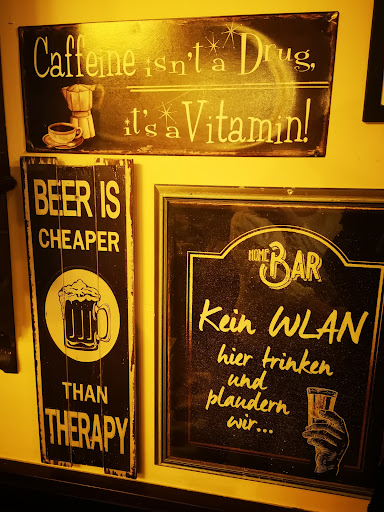 Caffeine isn't a Drug,
it's a Vitamin!
BEER IS
CHEAPER
THAN
THERAPY
HOME BAR
Kein WLAN
hier trinken
und
plaudern
wir...